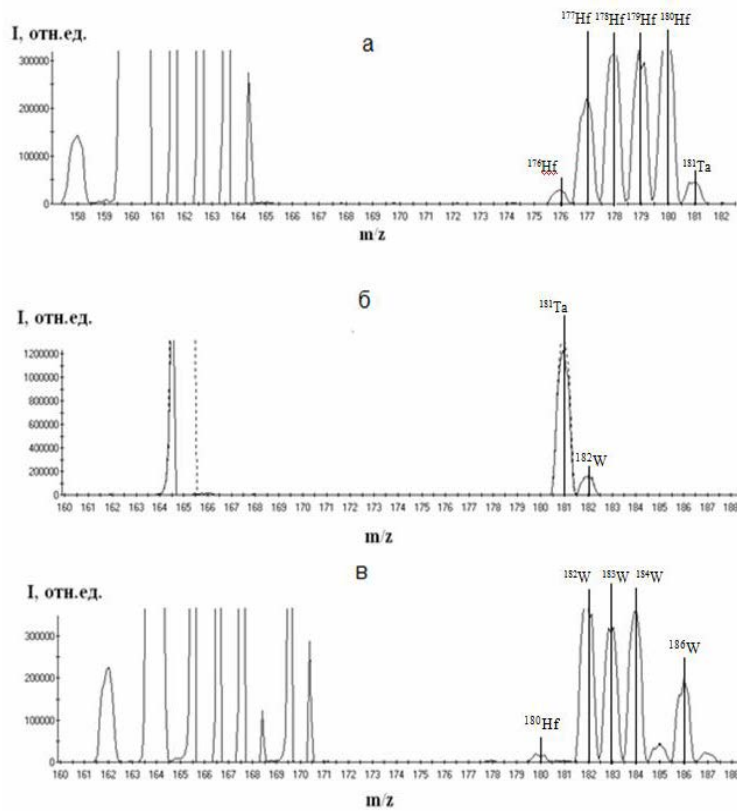 а
I, отн.ед.
¹⁷⁷Hf ¹⁷⁸Hf ¹⁷⁹Hf ¹⁸⁰Hf
300000
200000
¹⁷⁶Hf
¹⁸¹Ta
100000
0
158 159 160 161 162 163 164 165 166 167 168 169 170 171 172 173 174 175 176 177 178 179 180 181 182
m/z
б
I, отн.ед.
¹⁸¹Ta
1200000
1000000
800000
600000
400000
¹⁸²W
200000
0
160 161 162 163 164 165 166 167 168 169 170 171 172 173 174 175 176 177 178 179 180 181 182 183 184 185 186 187 188
m/z
в
I, отн.ед.
¹⁸²W ¹⁸³W ¹⁸⁴W
300000
¹⁸⁶W
200000
¹⁸⁰Hf
100000
0
160 161 162 163 164 165 166 167 168 169 170 171 172 173 174 175 176 177 178 179 180 181 182 183 184 185 186 187 188
m/z